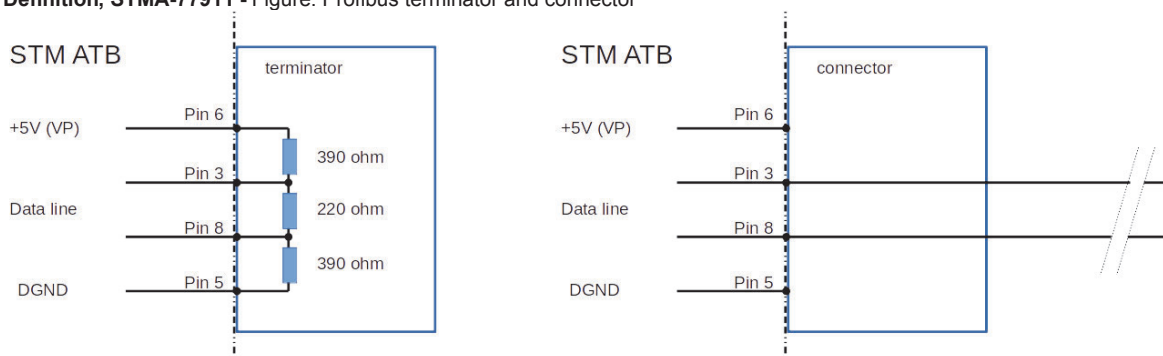 Definition, STMA-77911 - Figure: Profibus terminator and connector
STM ATB
terminator
Pin 6
+5V (VP)
390 ohm
Pin 3
Data line
220 ohm
Pin 8
390 ohm
DGND
Pin 5
STM ATB
connector
Pin 6
+5V (VP)
Pin 3
Data line
Pin 8
DGND
Pin 5